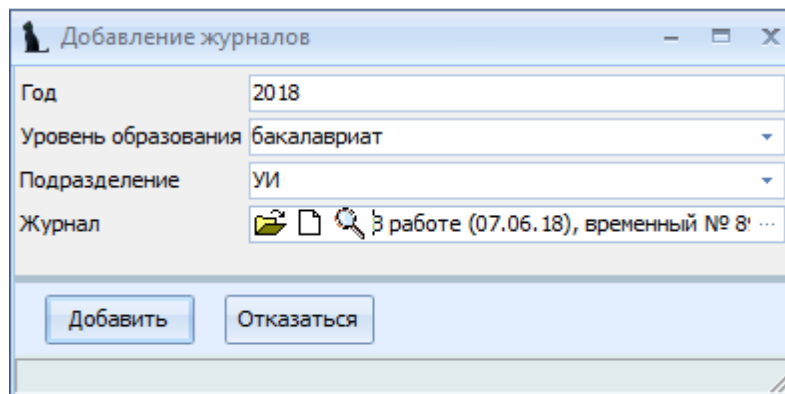 Добавление журналов
Год 2018
Уровень образования бакалавриат
Подразделение УИ
Журнал работе (07.06.18), временный №
Добавить Отказаться